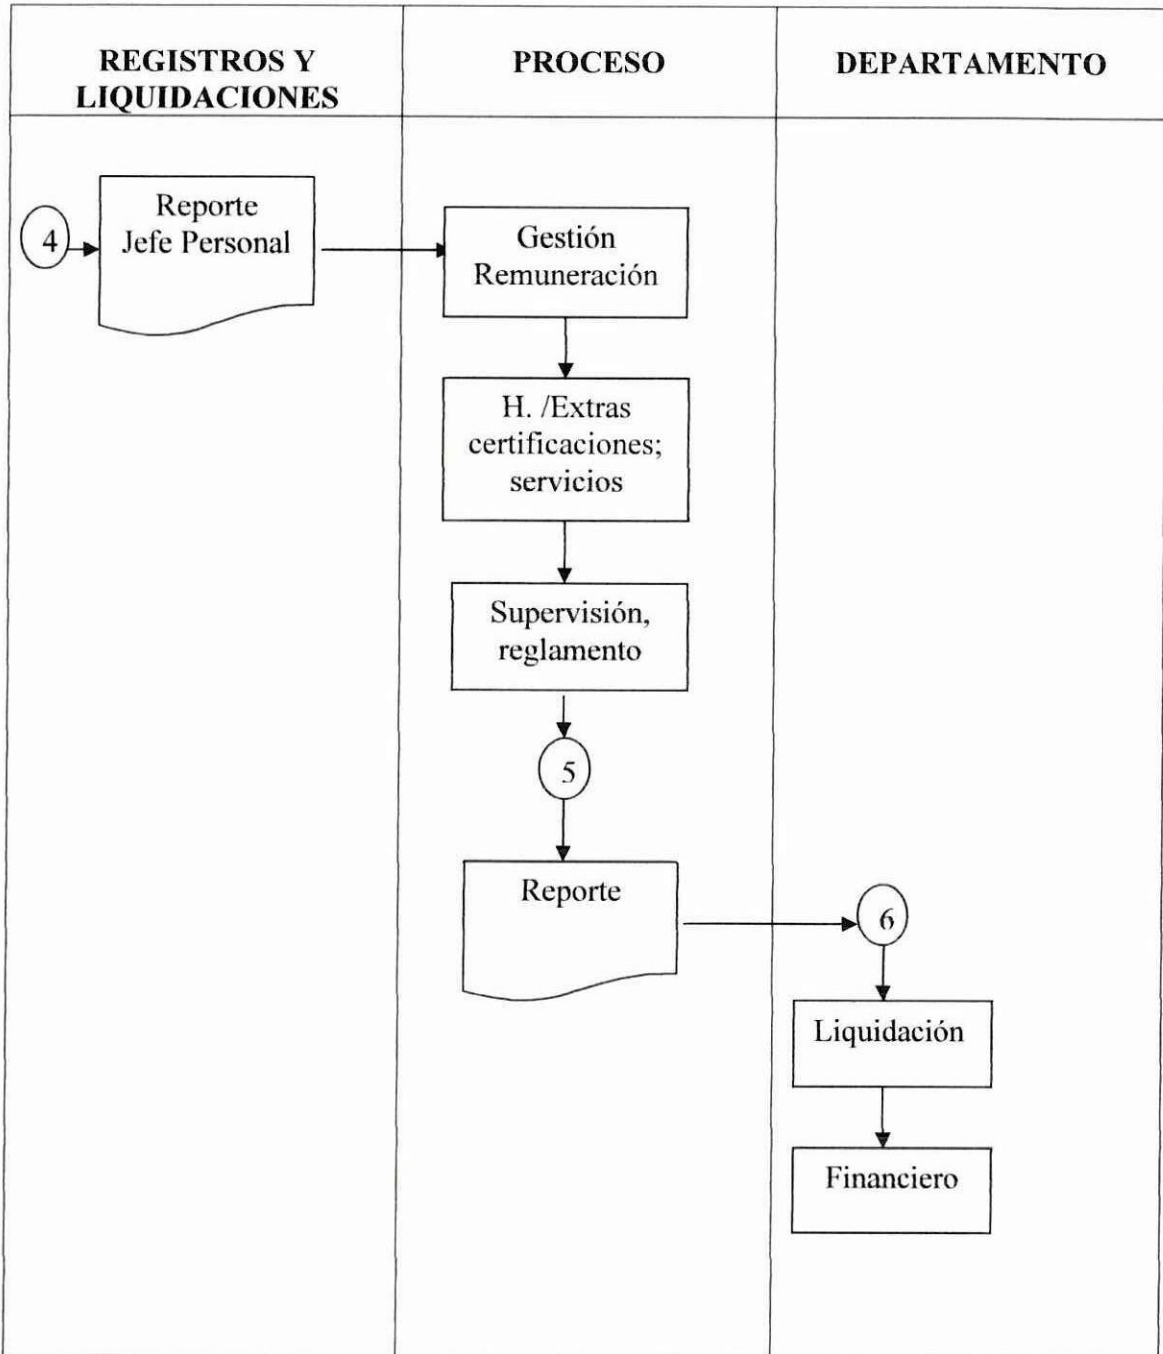 REGISTROS Y
LIQUIDACIONES
PROCESO
DEPARTAMENTO
4
Reporte
Jefe Personal
Gestión
Remuneración
H. /Extras
certificaciones;
servicios
Supervisión,
reglamento
5
Reporte
6
Liquidación
Financiero